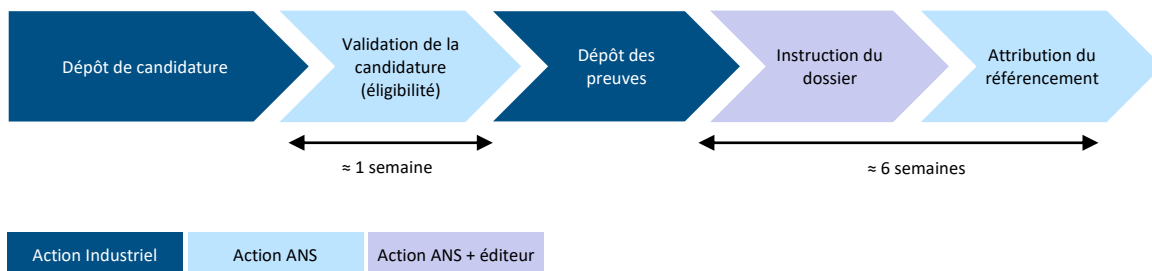 Dépôt de candidature
Validation de la
candidature
(éligibilité)
Dépôt des
preuves
Instruction du
dossier
Attribution du
référencement
≈ 1 semaine
≈ 6 semaines
Action Industriel
Action ANS
Action ANS + éditeur